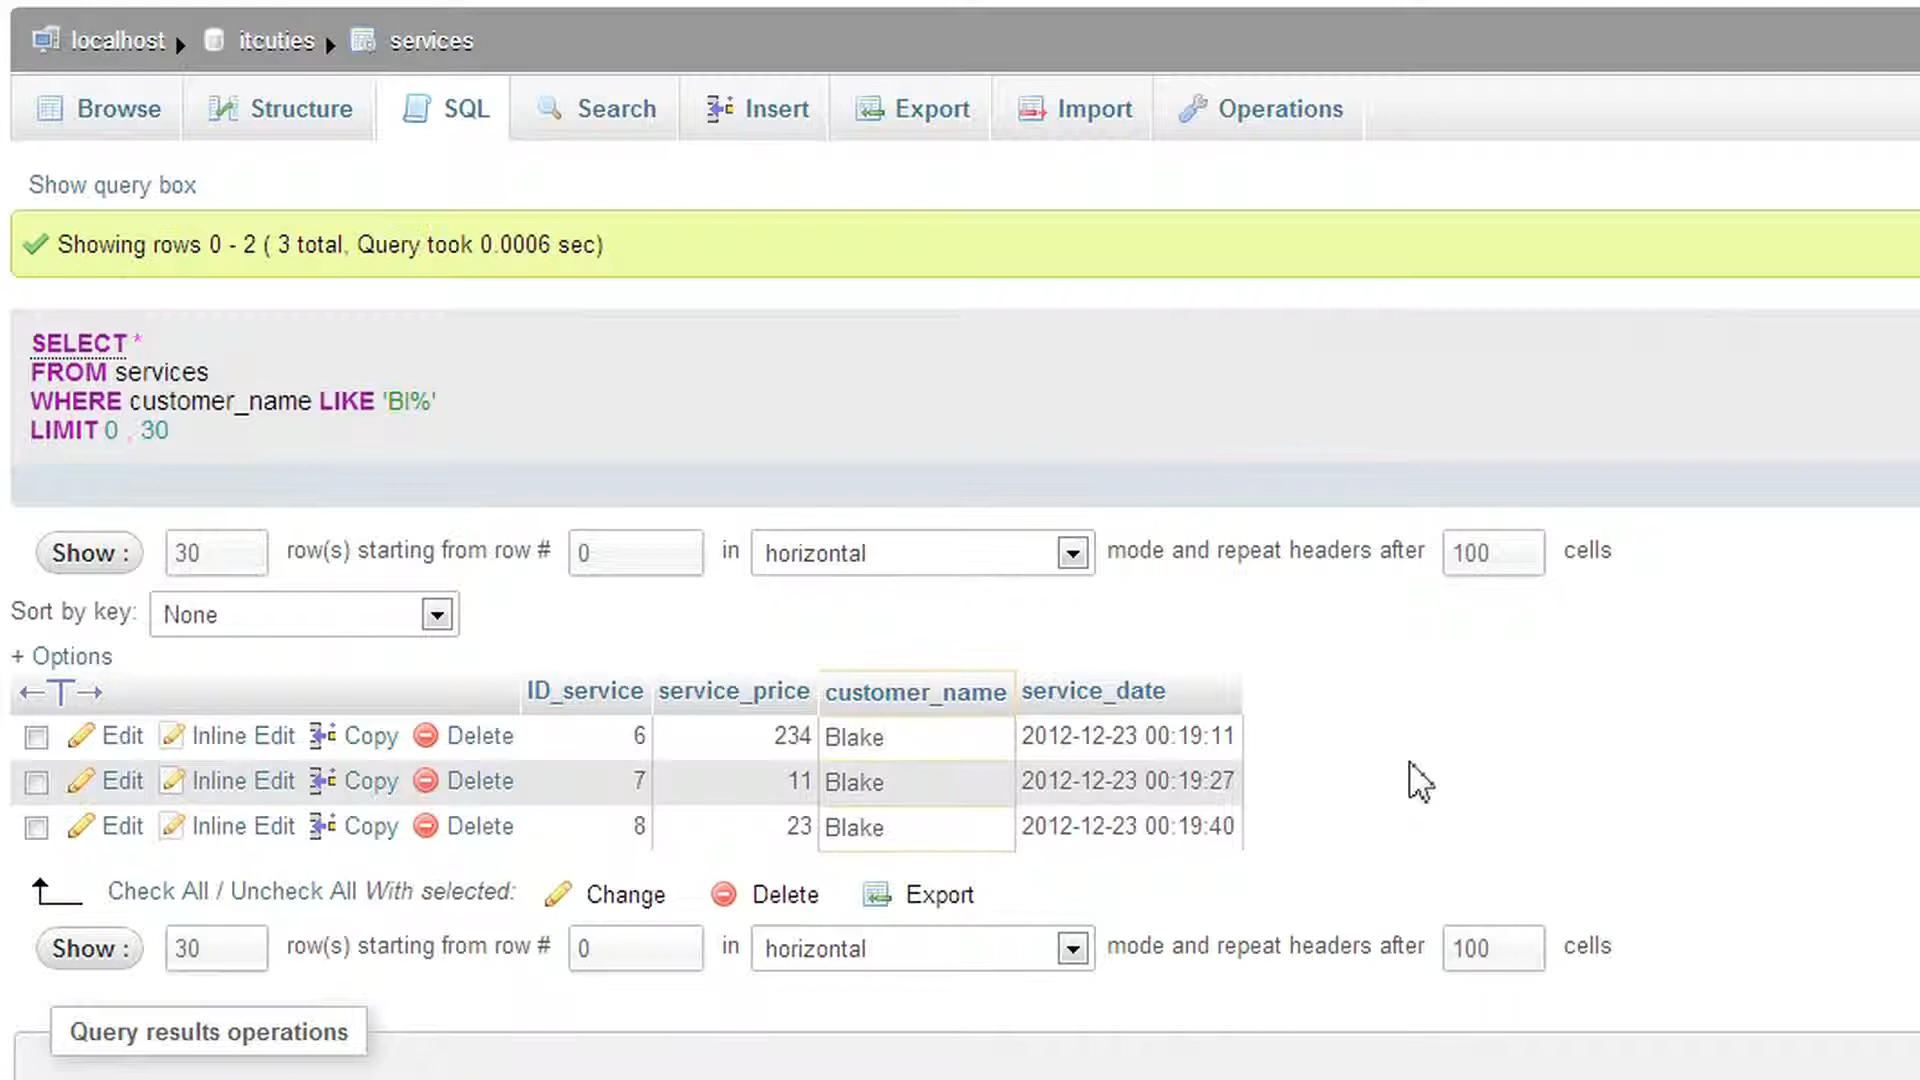 localhost itcuties services
Browse Structure SQL Search Insert Export Import Operations
Show query box
Showing rows 0 - 2 ( 3 total, Query took 0.0006 sec)
SELECT *
FROM services
WHERE customer_name LIKE 'Bl%'
LIMIT 0 , 30
Show : 30 row(s) starting from row # 0 in horizontal mode and repeat headers after 100 cells
Sort by key: None
+ Options
←T→ ID_service service_price customer_name service_date
Edit Inline Edit Copy Delete 6 234 Blake 2012-12-23 00:19:11
Edit Inline Edit Copy Delete 7 11 Blake 2012-12-23 00:19:27
Edit Inline Edit Copy Delete 8 23 Blake 2012-12-23 00:19:40
Check All / Uncheck All With selected: Change Delete Export
Show : 30 row(s) starting from row # 0 in horizontal mode and repeat headers after 100 cells
Query results operations